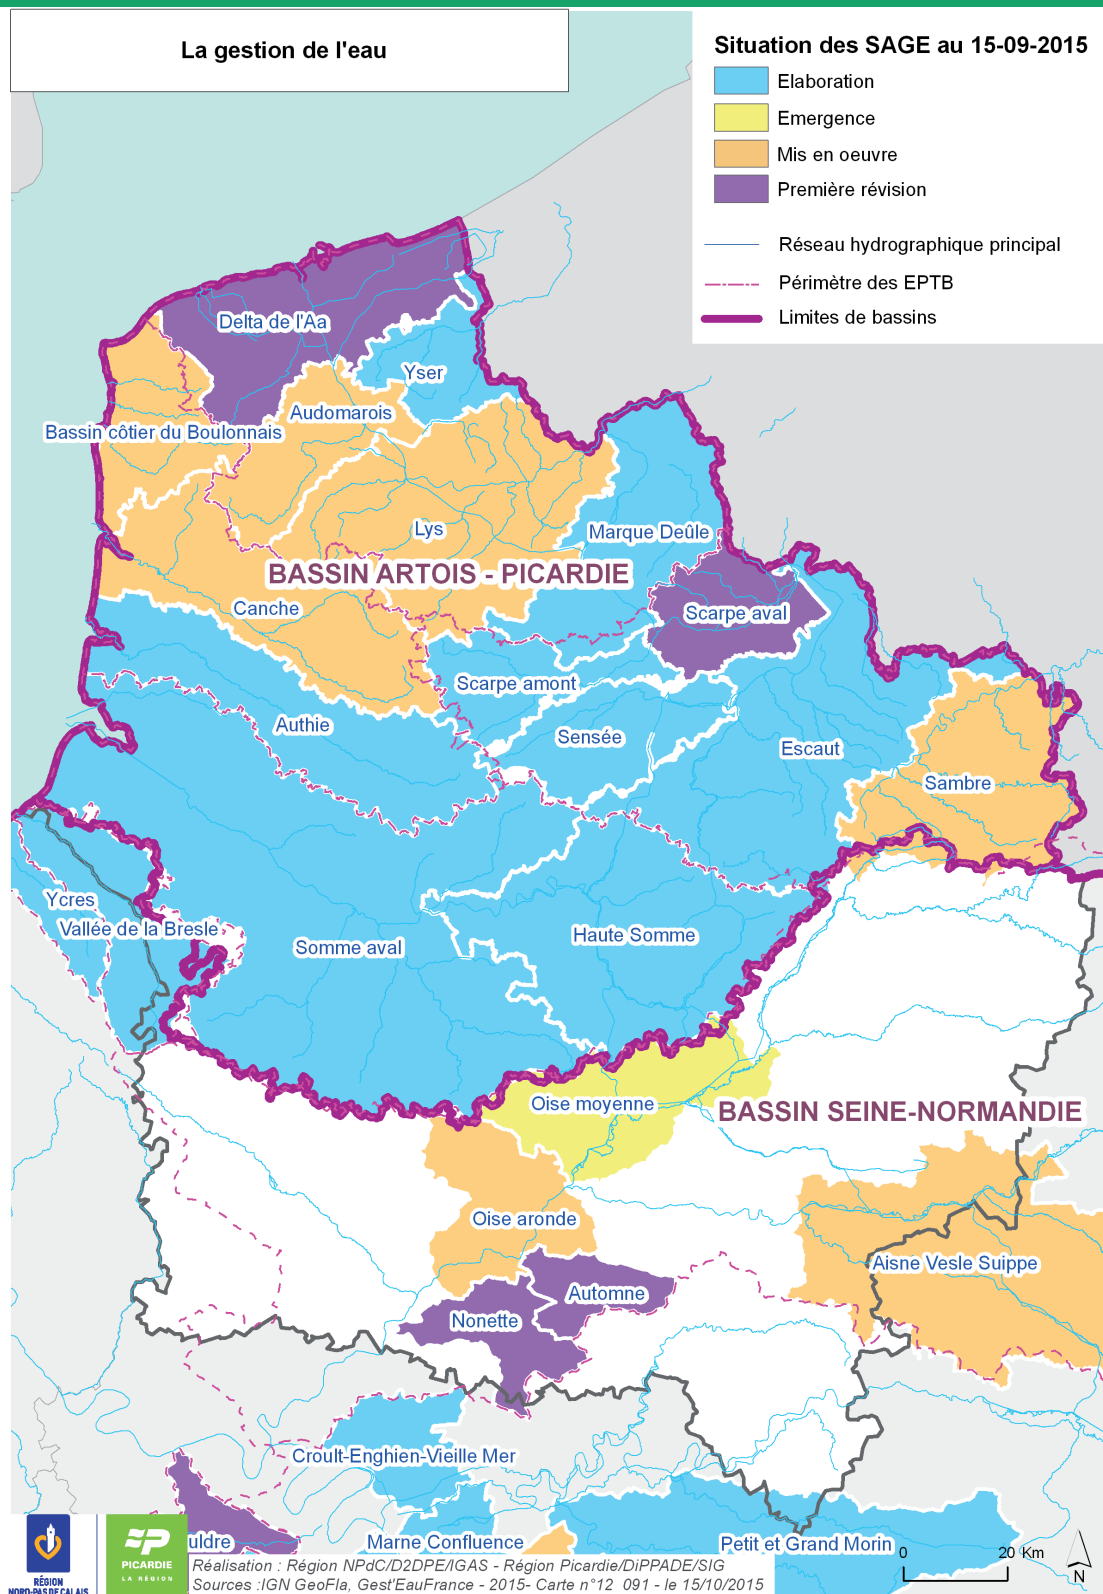 La gestion de l'eau
Situation des SAGE au 15-09-2015
Elaboration
Emergence
Mis en oeuvre
Première révision
Réseau hydrographique principal
Périmètre des EPTB
Limites de bassins
Delta de l'Aa
Yser
Audomarois
Bassin côtier du Boulonnais
Lys
Marque Deûle
BASSIN ARTOIS - PICARDIE
Canche
Scarpe aval
Scarpe amont
Authie
Sensée
Escaut
Sambre
Ycres
Vallée de la Bresle
Somme aval
Haute Somme
Oise moyenne
BASSIN SEINE-NORMANDIE
Oise aronde
Aisne Vesle Suippe
Automne
Nonette
Croult-Enghien-Vieille Mer
uldre
Marne Confluence
Petit et Grand Morin
0 20 Km
N
RÉGION
NORD-PAS DE CALAIS
PICARDIE
LA RÉGION
Réalisation : Région NPdC/D2DPE/IGAS - Région Picardie/DiPPADE/SIG
Sources :IGN GeoFla, Gest'EauFrance - 2015- Carte n°12_091 - le 15/10/2015